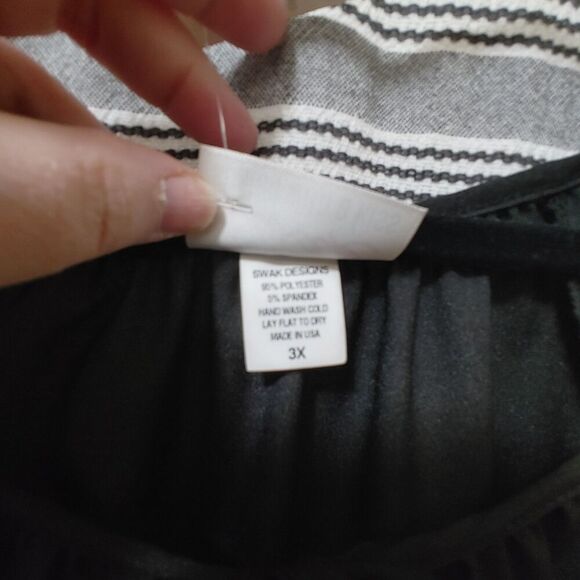 SWAK DESIGNS
95% POLYESTER
5% SPANDEX
HAND WASH COLD
LAY FLAT TO DRY
MADE IN USA
3X